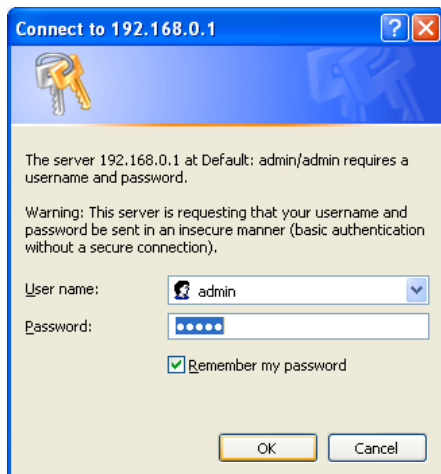 Connect to 192.168.0.1
The server 192.168.0.1 at Default: admin/admin requires a
username and password.
Warning: This server is requesting that your username and
password be sent in an insecure manner (basic authentication
without a secure connection).
User name:
admin
Password:
●●●●●
Remember my password
OK
Cancel